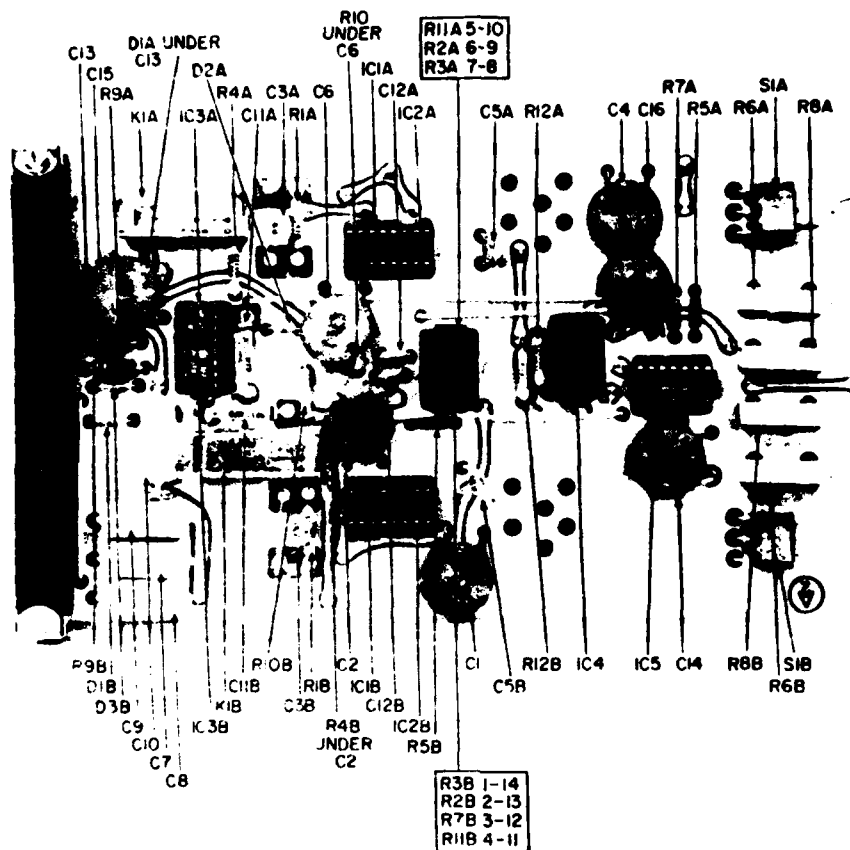 R10
UNDER
C6
R11A 5-10
R2A 6-9
R3A 7-8
D1A UNDER
C13
C13
C15
R9A
K1A
IC3A
R4A
D2A
C11A
C3A
R1A
C6
IC1A
C12A
IC2A
C5A
R12A
C4
C16
R7A
R5A
R6A
S1A
R8A
R9B
D1B
D3B
C9
C10
C7
C8
IC3B
K1B
C11B
R10B
C3B
R1B
R4B
UNDER
C2
IC2
IC1B
C12B
IC2B
R5B
C1
C5B
R12B
IC4
IC5
C14
R8B
S1B
R6B
R3B 1-14
R2B 2-13
R7B 3-12
R11B 4-11